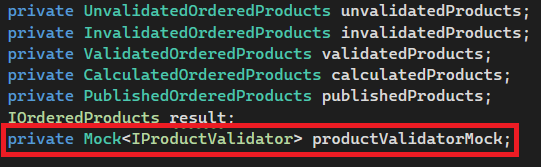 private UnvalidatedOrderedProducts unvalidatedProducts;
private InvalidatedOrderedProducts invalidatedProducts;
private ValidatedOrderedProducts validatedProducts;
private CalculatedOrderedProducts calculatedProducts;
private PublishedOrderedProducts publishedProducts;
IOrderedProducts result;
private Mock<IProductValidator> productValidatorMock;